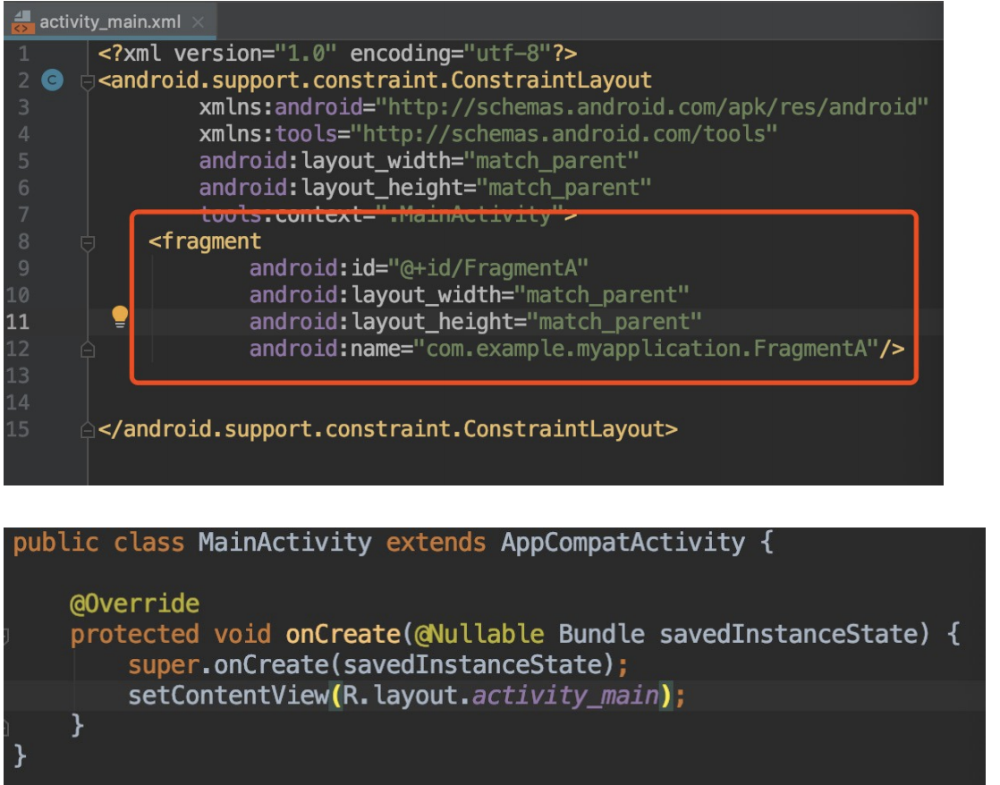 activity_main.xml
1 <?xml version="1.0" encoding="utf-8"?>
2 C <android.support.constraint.ConstraintLayout
3 xmlns:android="http://schemas.android.com/apk/res/android"
4 xmlns:tools="http://schemas.android.com/tools"
5 android:layout_width="match_parent"
6 android:layout_height="match_parent"
7 tools:context=".MainActivity">
8 <fragment
9 android:id="@+id/FragmentA"
10 android:layout_width="match_parent"
11 android:layout_height="match_parent"
12 android:name="com.example.myapplication.FragmentA"/>
13
14
15 </android.support.constraint.ConstraintLayout>
public class MainActivity extends AppCompatActivity {
@Override
protected void onCreate(@Nullable Bundle savedInstanceState) {
super.onCreate(savedInstanceState);
setContentView(R.layout.activity_main);
}
}